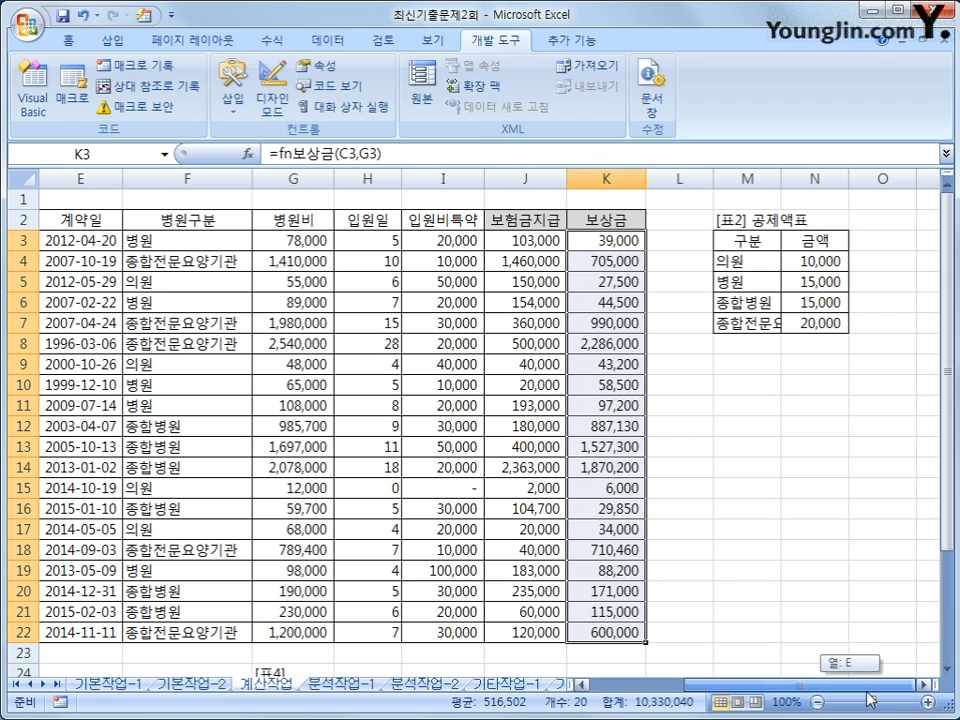 최신기출문제2회 - Microsoft Excel
YoungJin.com Y.
홈 삽입 페이지 레이아웃 수식 데이터 검토 보기 개발 도구 추가 기능
Visual Basic 매크로 매크로 기록 상대 참조로 기록 매크로 보안
삽입 디자인 모드 속성 코드 보기 대화 상자 실행
원본 맵 속성 확장 팩 데이터 새로 고침 가져오기 내보내기
문서 창
코드 컨트롤 XML 수정
K3 fx =fn보상금(C3,G3)
E F G H I J K L M N O
1
2 계약일 병원구분 병원비 입원일 입원비특약 보험금지급 보상금 [표2] 공제액표
3 2012-04-20 병원 78,000 5 20,000 103,000 39,000 구분 금액
4 2007-10-19 종합전문요양기관 1,410,000 10 10,000 1,460,000 705,000 의원 10,000
5 2012-05-29 의원 55,000 6 50,000 150,000 27,500 병원 15,000
6 2007-02-22 병원 89,000 7 20,000 154,000 44,500 종합병원 15,000
7 2007-04-24 종합전문요양기관 1,980,000 15 30,000 360,000 990,000 종합전문요 20,000
8 1996-03-06 종합전문요양기관 2,540,000 28 20,000 500,000 2,286,000
9 2000-10-26 의원 48,000 4 40,000 40,000 43,200
10 1999-12-10 병원 65,000 5 10,000 20,000 58,500
11 2009-07-14 병원 108,000 8 20,000 193,000 97,200
12 2003-04-07 종합병원 985,700 9 30,000 180,000 887,130
13 2005-10-13 종합병원 1,697,000 11 50,000 400,000 1,527,300
14 2013-01-02 종합병원 2,078,000 18 20,000 2,363,000 1,870,200
15 2014-10-19 의원 12,000 0 - 2,000 6,000
16 2015-01-10 종합병원 59,700 5 30,000 104,700 29,850
17 2014-05-05 의원 68,000 4 20,000 20,000 34,000
18 2014-09-03 종합전문요양기관 789,400 7 10,000 40,000 710,460
19 2013-05-09 병원 98,000 4 100,000 183,000 88,200
20 2014-12-31 종합병원 190,000 5 30,000 235,000 171,000
21 2015-02-03 종합병원 230,000 6 20,000 60,000 115,000
22 2014-11-11 종합전문요양기관 1,200,000 7 30,000 120,000 600,000
23
24 [표4]
열: E
기본작업-1 기본작업-2 계산작업 분석작업-1 분석작업-2 기타작업-1
준비 평균: 516,502 개수: 20 합계: 10,330,040 100%